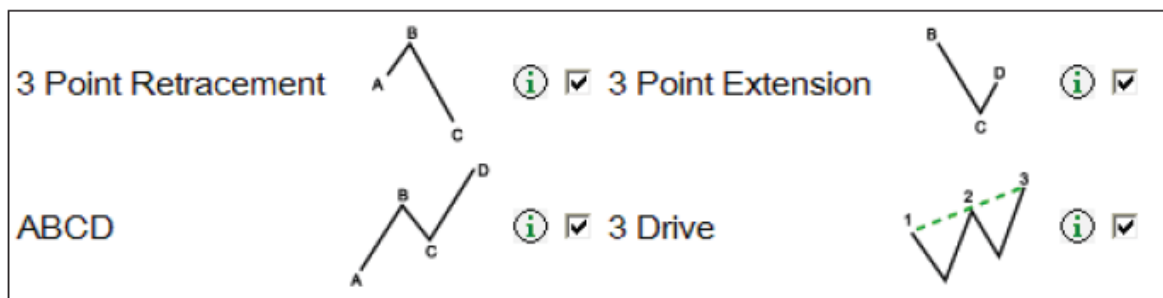 3 Point Retracement A B C i 3 Point Extension B C D i
ABCD A B C D i 3 Drive 1 2 3 i